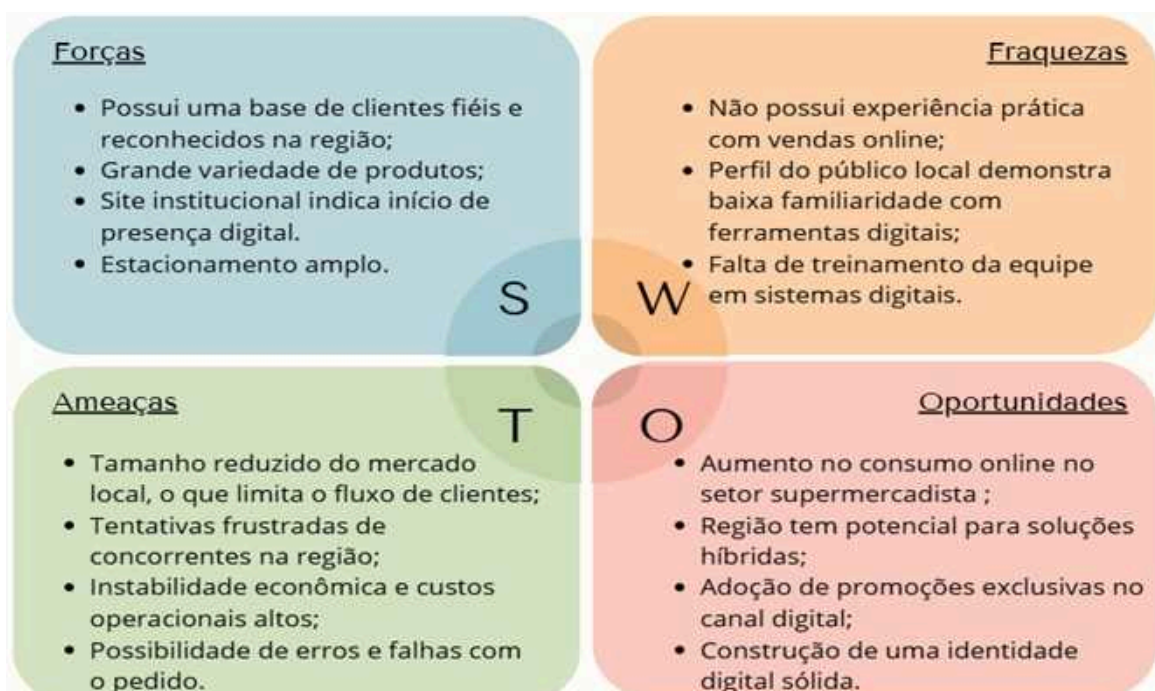 Forças
• Possui uma base de clientes fiéis e
reconhecidos na região;
• Grande variedade de produtos;
• Site institucional indica início de
presença digital.
• Estacionamento amplo.
S
Fraquezas
• Não possui experiência prática
com vendas online;
• Perfil do público local demonstra
baixa familiaridade com
ferramentas digitais;
• Falta de treinamento da equipe
em sistemas digitais.
W
Ameaças
• Tamanho reduzido do mercado
local, o que limita o fluxo de clientes;
• Tentativas frustradas de
concorrentes na região;
• Instabilidade econômica e custos
operacionais altos;
• Possibilidade de erros e falhas com
o pedido.
T
Oportunidades
• Aumento no consumo online no
setor supermercadista ;
• Região tem potencial para soluções
híbridas;
• Adoção de promoções exclusivas no
canal digital;
• Construção de uma identidade
digital sólida.
O